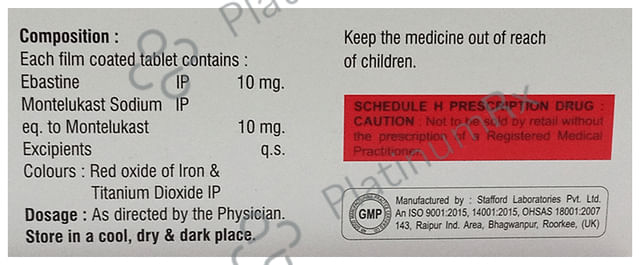 Composition :
Each film coated tablet contains :
Ebastine IP 10 mg.
Montelukast Sodium IP
eq. to Montelukast 10 mg.
Excipients q.s.
Colours : Red oxide of Iron &
Titanium Dioxide IP
Dosage : As directed by the Physician.
Store in a cool, dry & dark place.
Keep the medicine out of reach
of children.
SCHEDULE H PRESCRIPTION DRUG :
CAUTION : Not to be sold by retail without
the prescription of a Registered Medical
Practitioner.
GMP
Manufactured by : Stafford Laboratories Pvt. Ltd.
An ISO 9001:2015, 14001:2015, OHSAS 18001:2007
143, Raipur Ind. Area, Bhagwanpur, Roorkee, (UK)
PlatinumRx